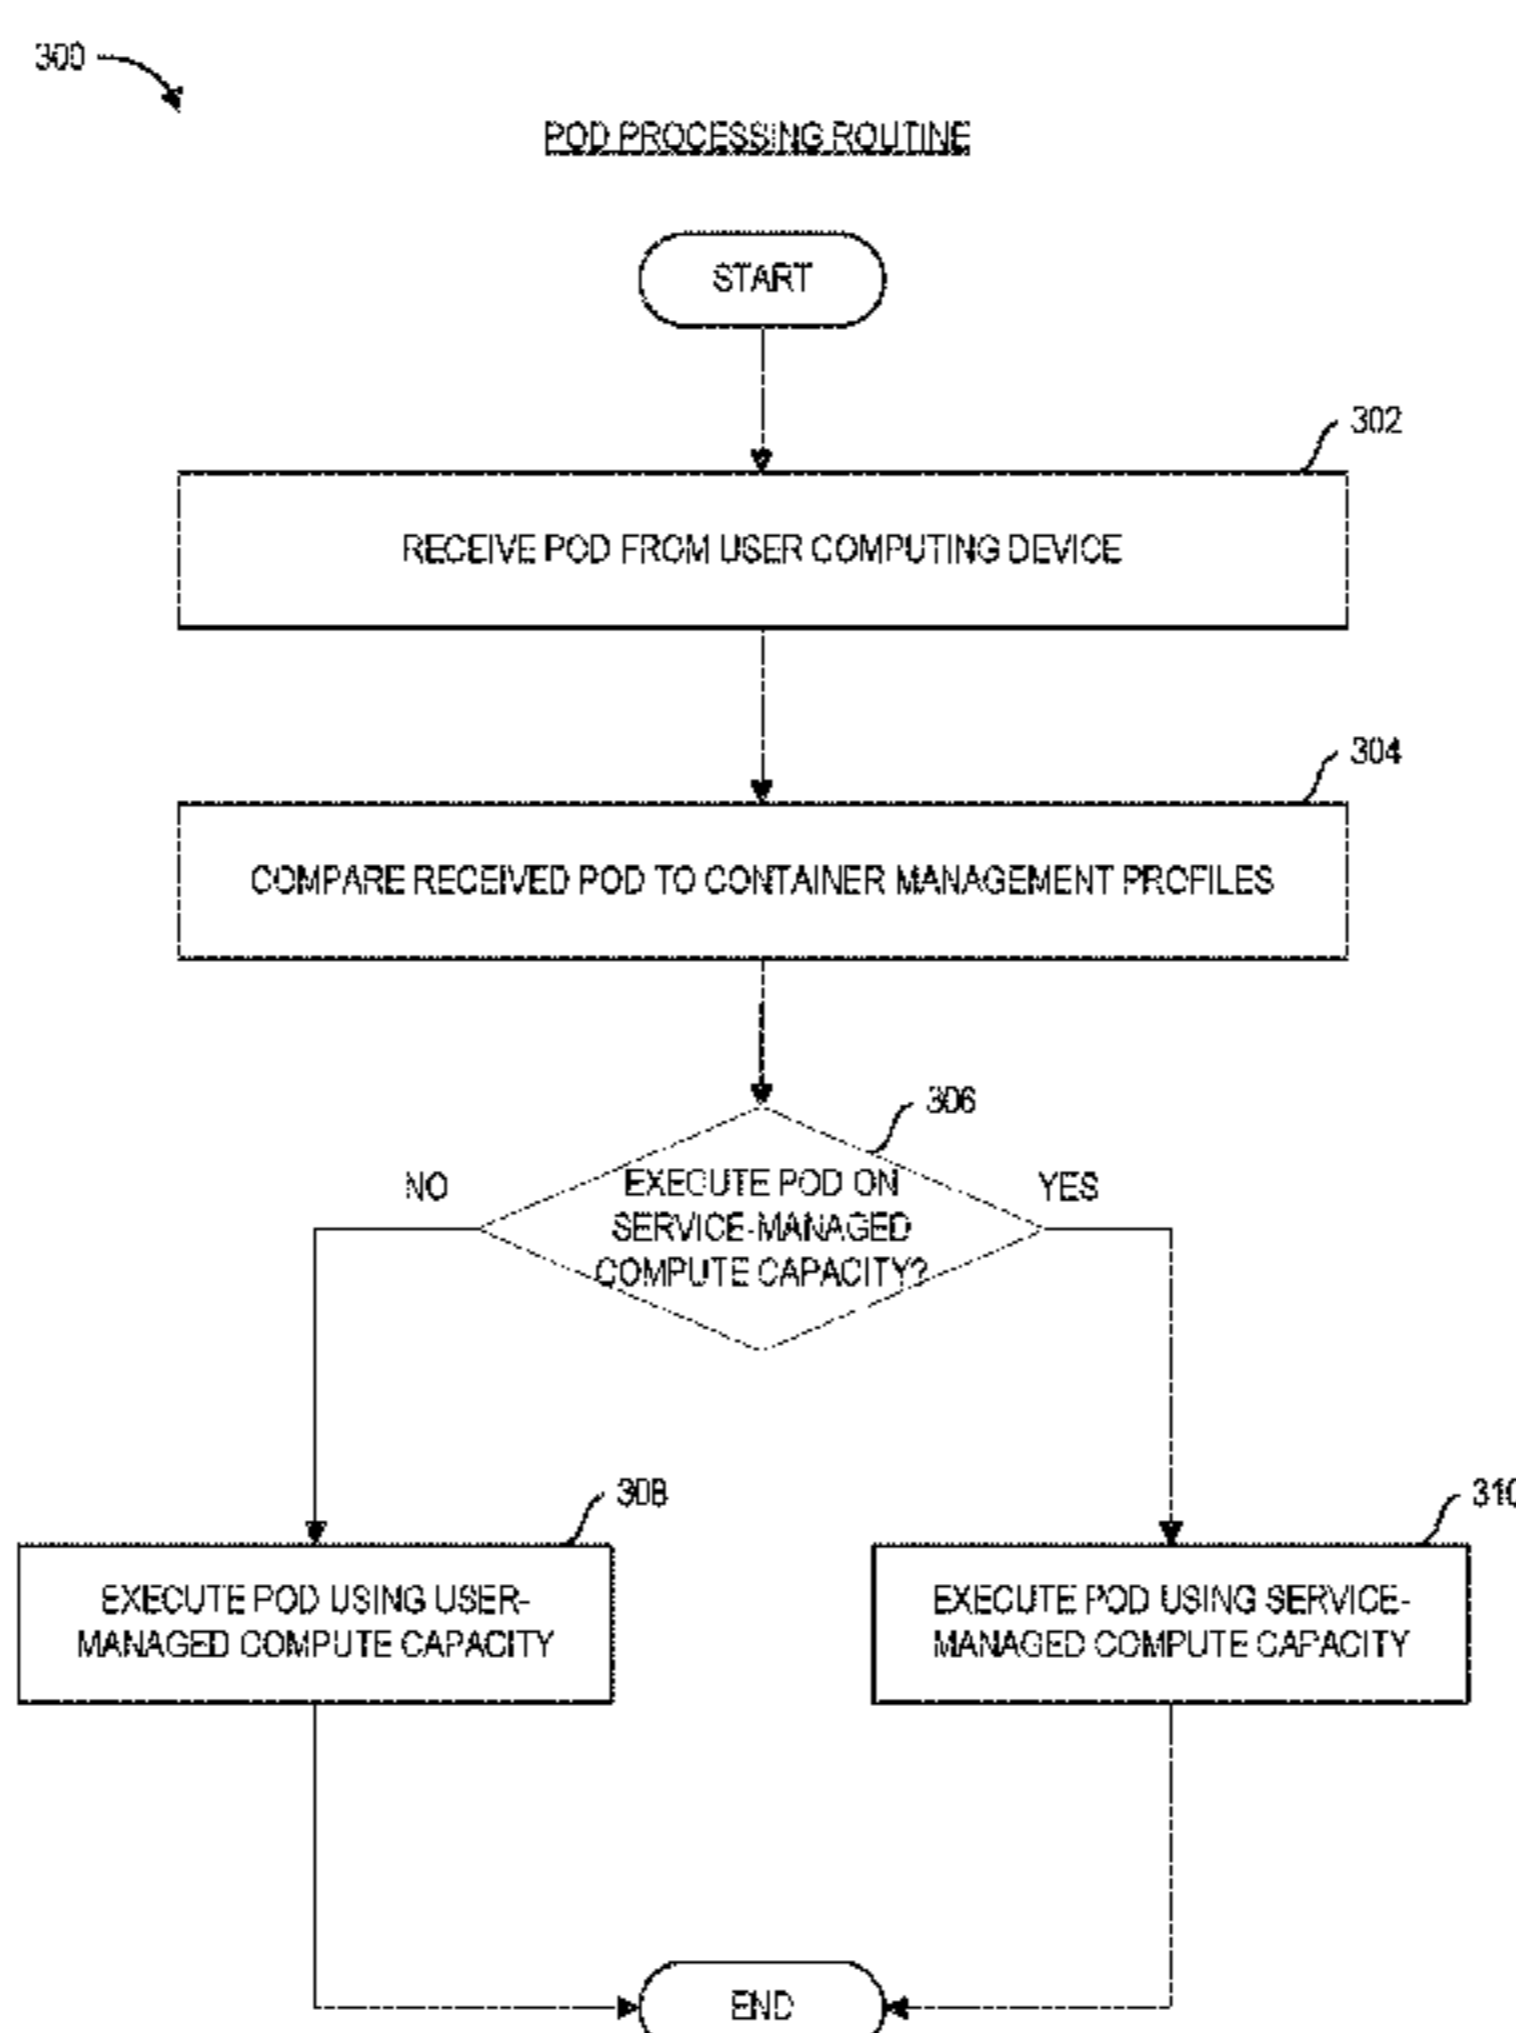 300
POD PROCESSING ROUTINE
START
302
RECEIVE POD FROM USER COMPUTING DEVICE
304
COMPARE RECEIVED POD TO CONTAINER MANAGEMENT PROFILES
306
NO
YES
EXECUTE POD ON
SERVICE-MANAGED
COMPUTE CAPACITY?
308
310
EXECUTE POD USING USER-
MANAGED COMPUTE CAPACITY
EXECUTE POD USING SERVICE-
MANAGED COMPUTE CAPACITY
END